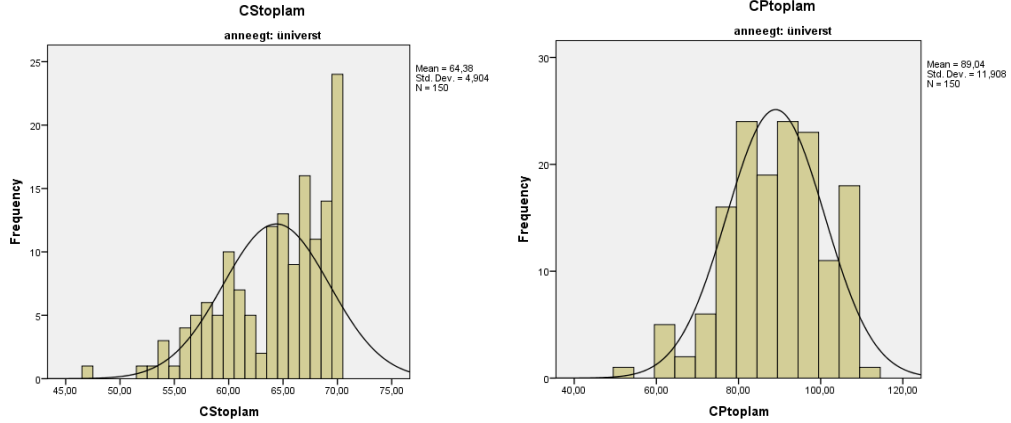 CStoplam
anneegt: üniverst
Mean = 64,38
Std. Dev. = 4,904
N = 150
25
20
15
10
5
0
Frequency
45,00 50,00 55,00 60,00 65,00 70,00 75,00
CStoplam
CPtoplam
anneegt: üniverst
Mean = 89,04
Std. Dev. = 11,908
N = 150
30
20
10
0
Frequency
40,00 60,00 80,00 100,00 120,00
CPtoplam